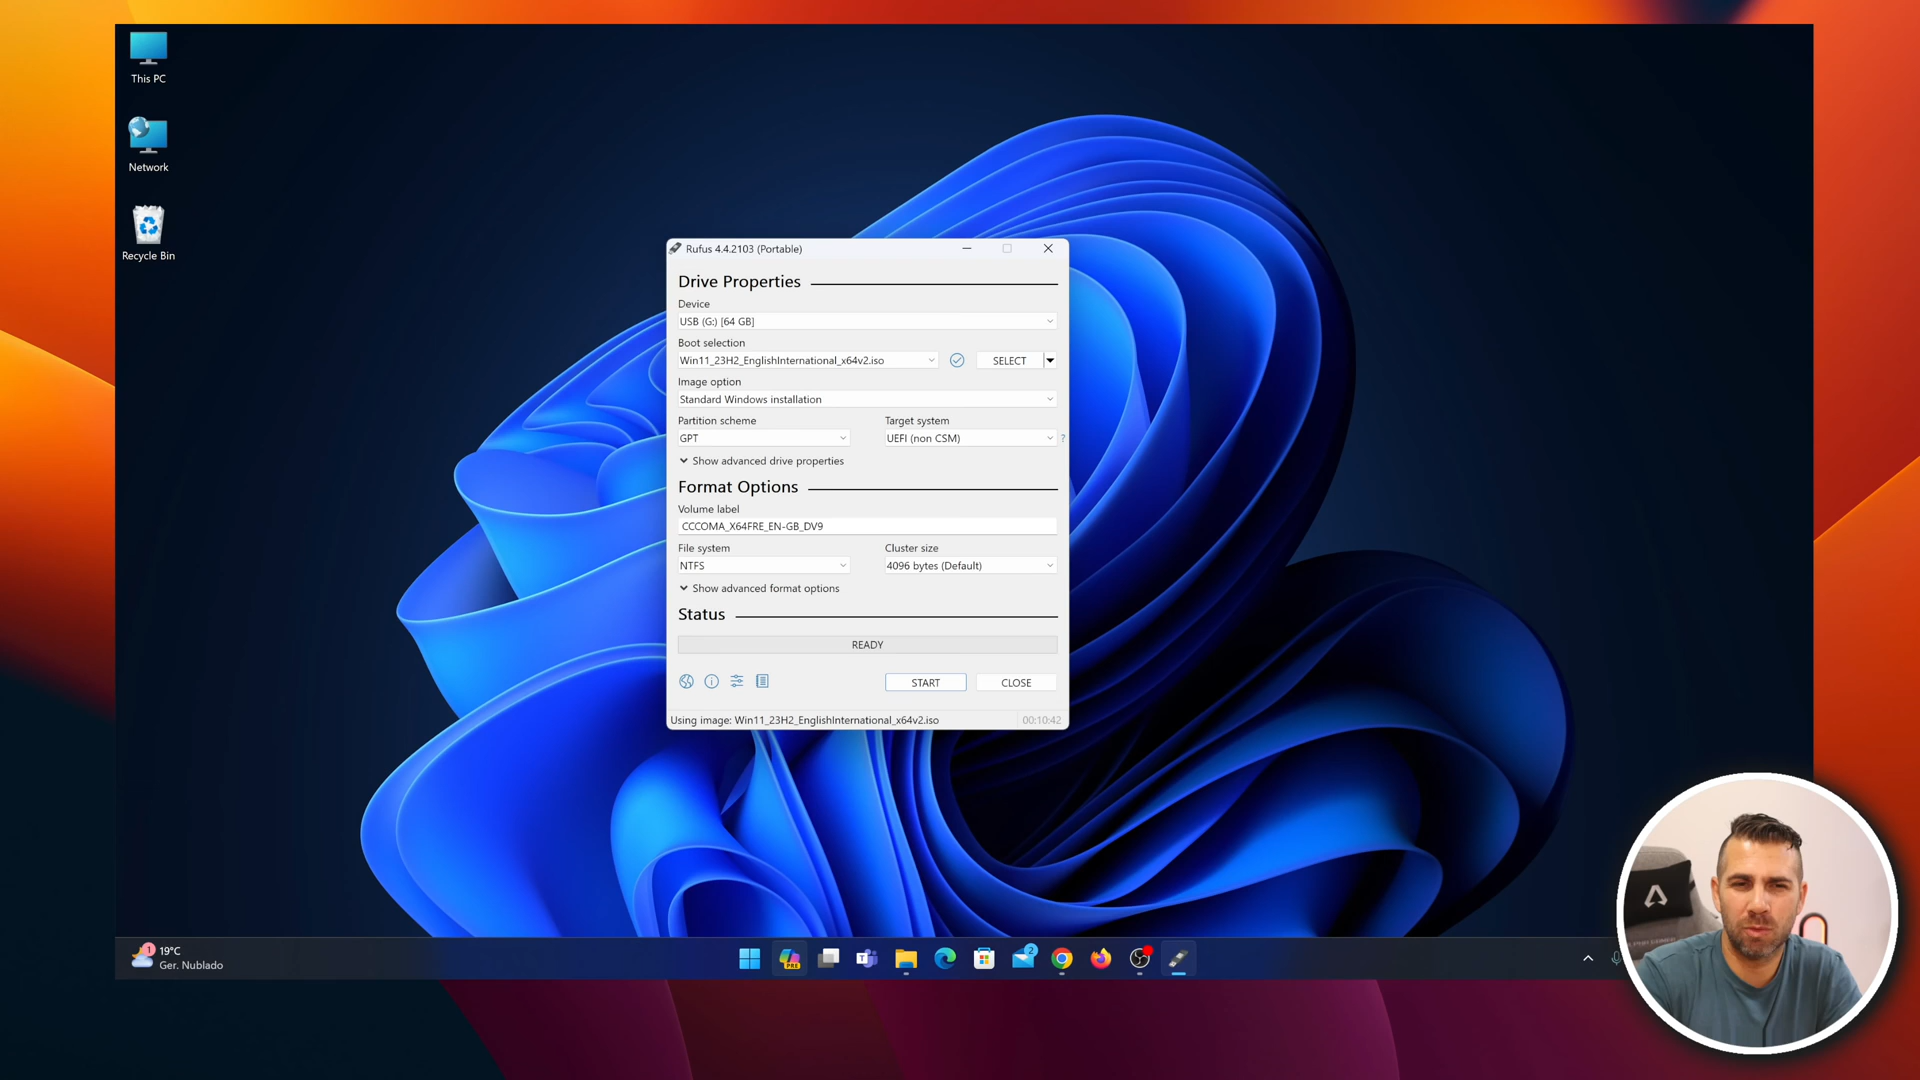 This PC
Network
Recycle Bin
Rufus 4.4.2103 (Portable)
Drive Properties
Device
USB (G:) [64 GB]
Boot selection
Win11_23H2_EnglishInternational_x64v2.iso
SELECT
Image option
Standard Windows installation
Partition scheme
Target system
GPT
UEFI (non CSM)
?
Show advanced drive properties
Format Options
Volume label
CCCOMA_X64FRE_EN-GB_DV9
File system
Cluster size
NTFS
4096 bytes (Default)
Show advanced format options
Status
READY
START
CLOSE
Using image: Win11_23H2_EnglishInternational_x64v2.iso
00:10:42
1
19°C
Ger. Nublado
PRE
2